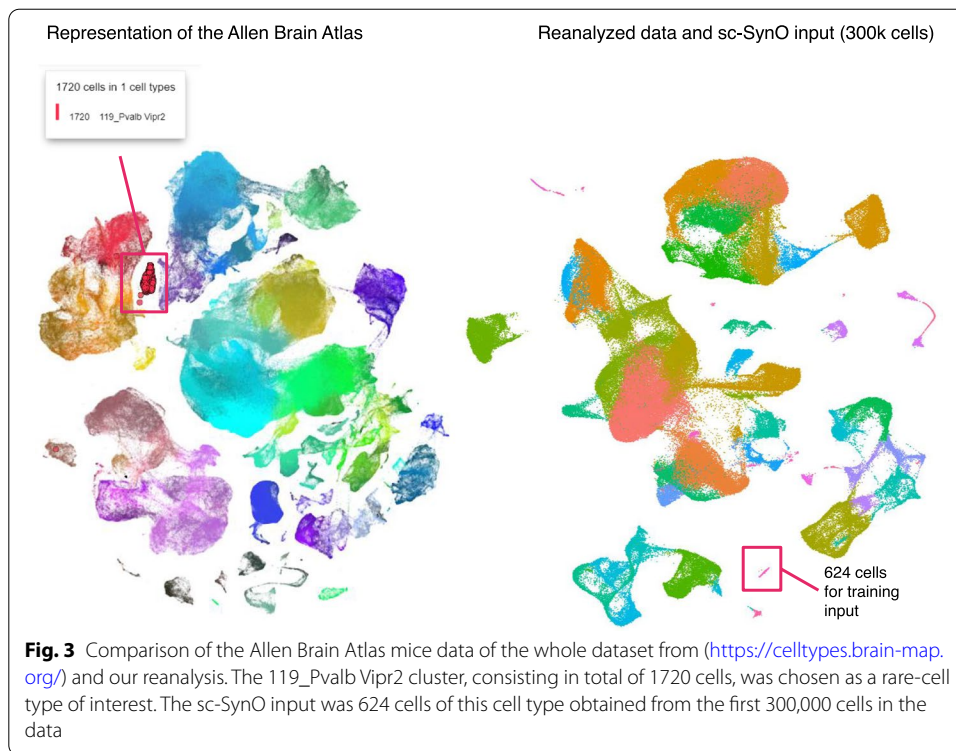 Representation of the Allen Brain Atlas
Reanalyzed data and sc-SynO input (300k cells)
1720 cells in 1 cell types
1720 119_Pvalb Vipr2
624 cells
for training
input
Fig. 3 Comparison of the Allen Brain Atlas mice data of the whole dataset from (https://celltypes.brain-map.
org/) and our reanalysis. The 119_Pvalb Vipr2 cluster, consisting in total of 1720 cells, was chosen as a rare-cell
type of interest. The sc-SynO input was 624 cells of this cell type obtained from the first 300,000 cells in the
data